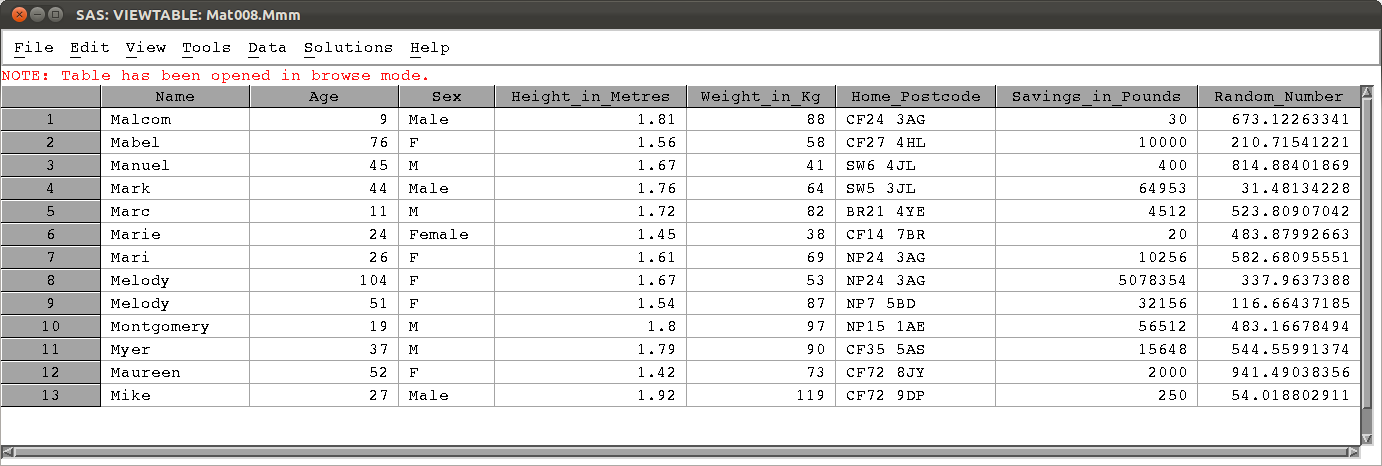 SAS: VIEWTABLE: Mat008.Mmm
File Edit View Tools Data Solutions Help
NOTE: Table has been opened in browse mode.
Name Age Sex Height_in_Metres Weight_in_Kg Home_Postcode Savings_in_Pounds Random_Number
1 Malcom 9 Male 1.81 88 CF24 3AG 30 673.12263341
2 Mabel 76 F 1.56 58 CF27 4HL 10000 210.71541221
3 Manuel 45 M 1.67 41 SW6 4JL 400 814.88401869
4 Mark 44 Male 1.76 64 SW5 3JL 64953 31.48134228
5 Marc 11 M 1.72 82 BR21 4YE 4512 523.80907042
6 Marie 24 Female 1.45 38 CF14 7BR 20 483.87992663
7 Mari 26 F 1.61 69 NP24 3AG 10256 582.68095551
8 Melody 104 F 1.67 53 NP24 3AG 5078354 337.9637388
9 Melody 51 F 1.54 87 NP7 5BD 32156 116.66437185
10 Montgomery 19 M 1.8 97 NP15 1AE 56512 483.16678494
11 Myer 37 M 1.79 90 CF35 5AS 15648 544.55991374
12 Maureen 52 F 1.42 73 CF72 8JY 2000 941.49038356
13 Mike 27 Male 1.92 119 CF72 9DP 250 54.018802911